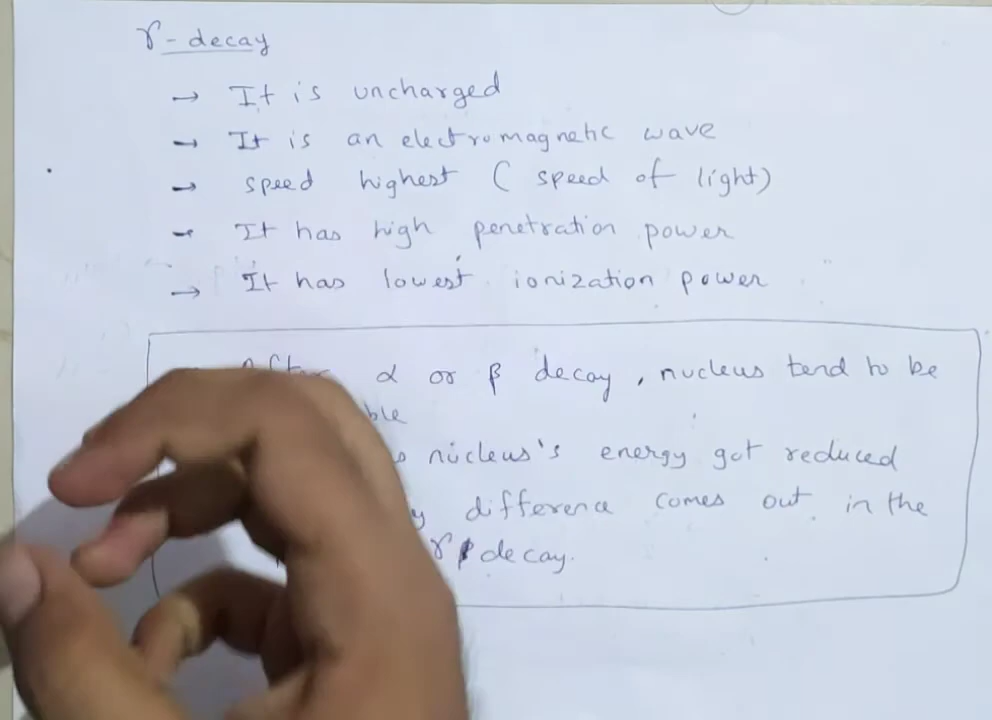 γ-decay
→ It is uncharged
→ It is an electromagnetic wave
→ speed highest (speed of light)
→ It has high penetration power
→ It has lowest ionization power
After α or β decay, nucleus tend to be
nucleus's energy got reduced
difference comes out in the
γ decay.